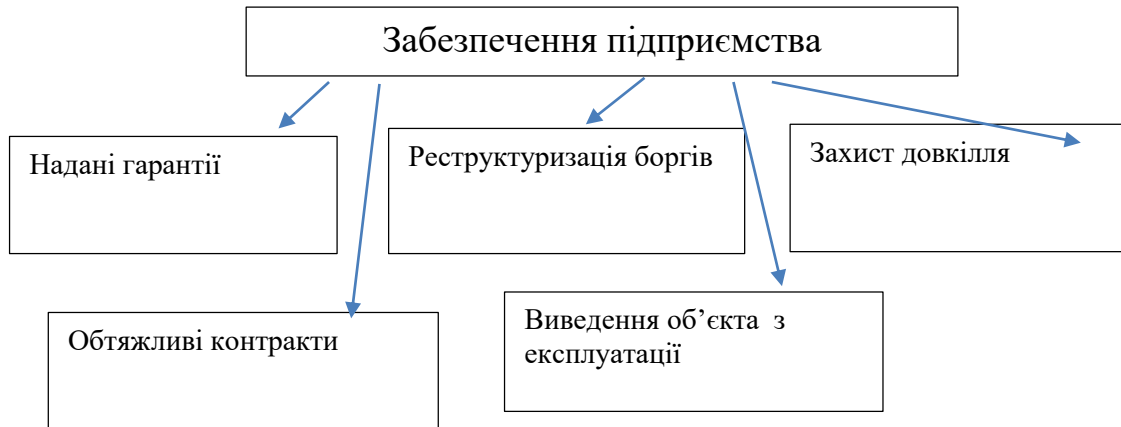 Забезпечення підприємства
Надані гарантії
Реструктуризація боргів
Захист довкілля
Обтяжливі контракти
Виведення об’єкта з
експлуатації